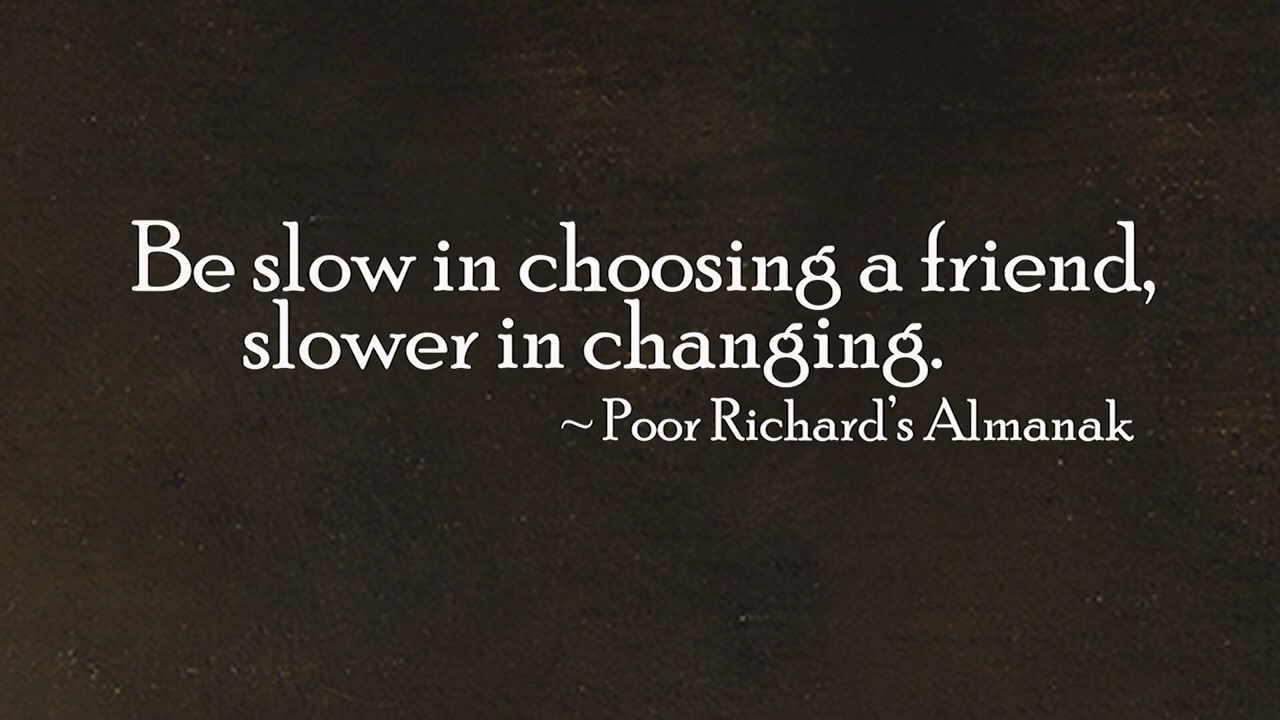 Be slow in choosing a friend,
slower in changing.
~ Poor Richard's Almanak